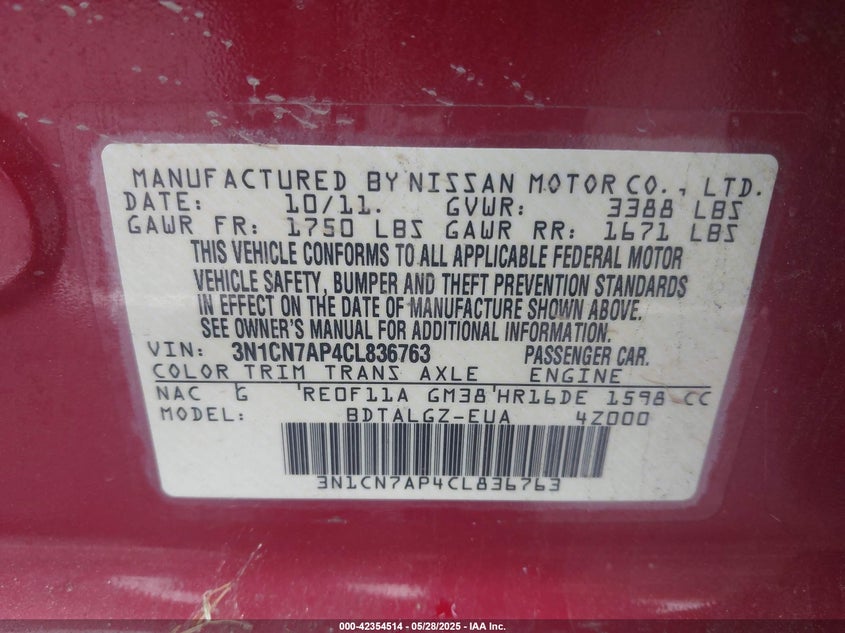 MANUFACTURED BY NISSAN MOTOR CO., LTD.
DATE: 10/11. GVWR: 3388 LBS
GAWR FR: 1750 LBS GAWR RR: 1671 LBS
THIS VEHICLE CONFORMS TO ALL APPLICABLE FEDERAL MOTOR
VEHICLE SAFETY, BUMPER AND THEFT PREVENTION STANDARDS
IN EFFECT ON THE DATE OF MANUFACTURE SHOWN ABOVE.
SEE OWNER'S MANUAL FOR ADDITIONAL INFORMATION.
VIN: 3N1CN7AP4CL836763 PASSENGER CAR.
COLOR TRIM TRANS AXLE ENGINE
NAC G RE0F11A GM38 HR16DE 1598 CC
MODEL: BDTALGZ-EUA 4Z000
3N1CN7AP4CL836763
000-42354514 — 05/28/2025 — IAA Inc.